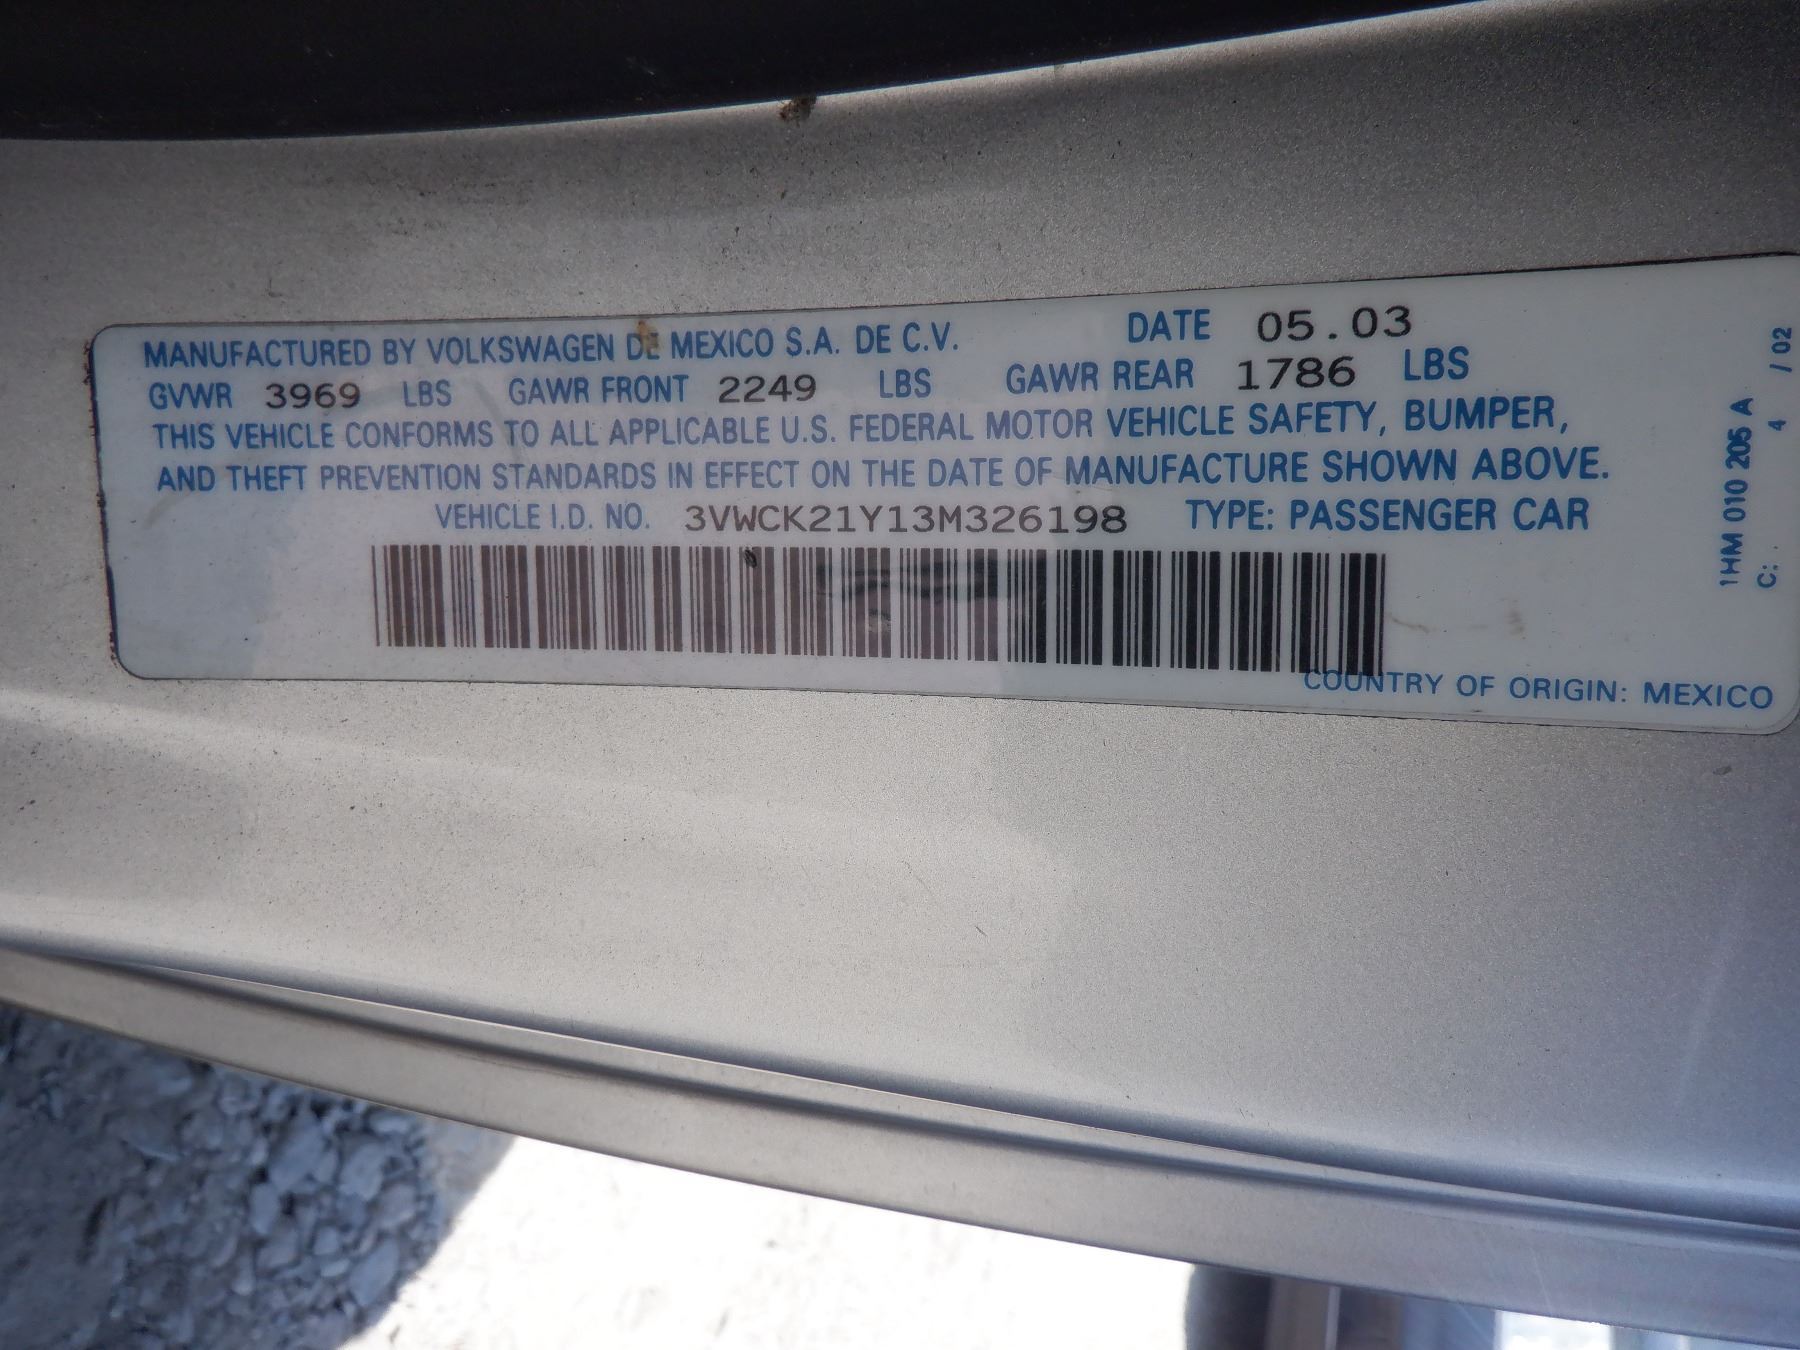 MANUFACTURED BY VOLKSWAGEN DE MEXICO S.A. DE C.V. DATE 05.03
GVWR 3969 LBS GAWR FRONT 2249 LBS GAWR REAR 1786 LBS
THIS VEHICLE CONFORMS TO ALL APPLICABLE U.S. FEDERAL MOTOR VEHICLE SAFETY, BUMPER,
AND THEFT PREVENTION STANDARDS IN EFFECT ON THE DATE OF MANUFACTURE SHOWN ABOVE.
VEHICLE I.D. NO. 3VWCK21Y13M326198 TYPE: PASSENGER CAR
COUNTRY OF ORIGIN: MEXICO
1HM 010 205 A
C: 4 /02